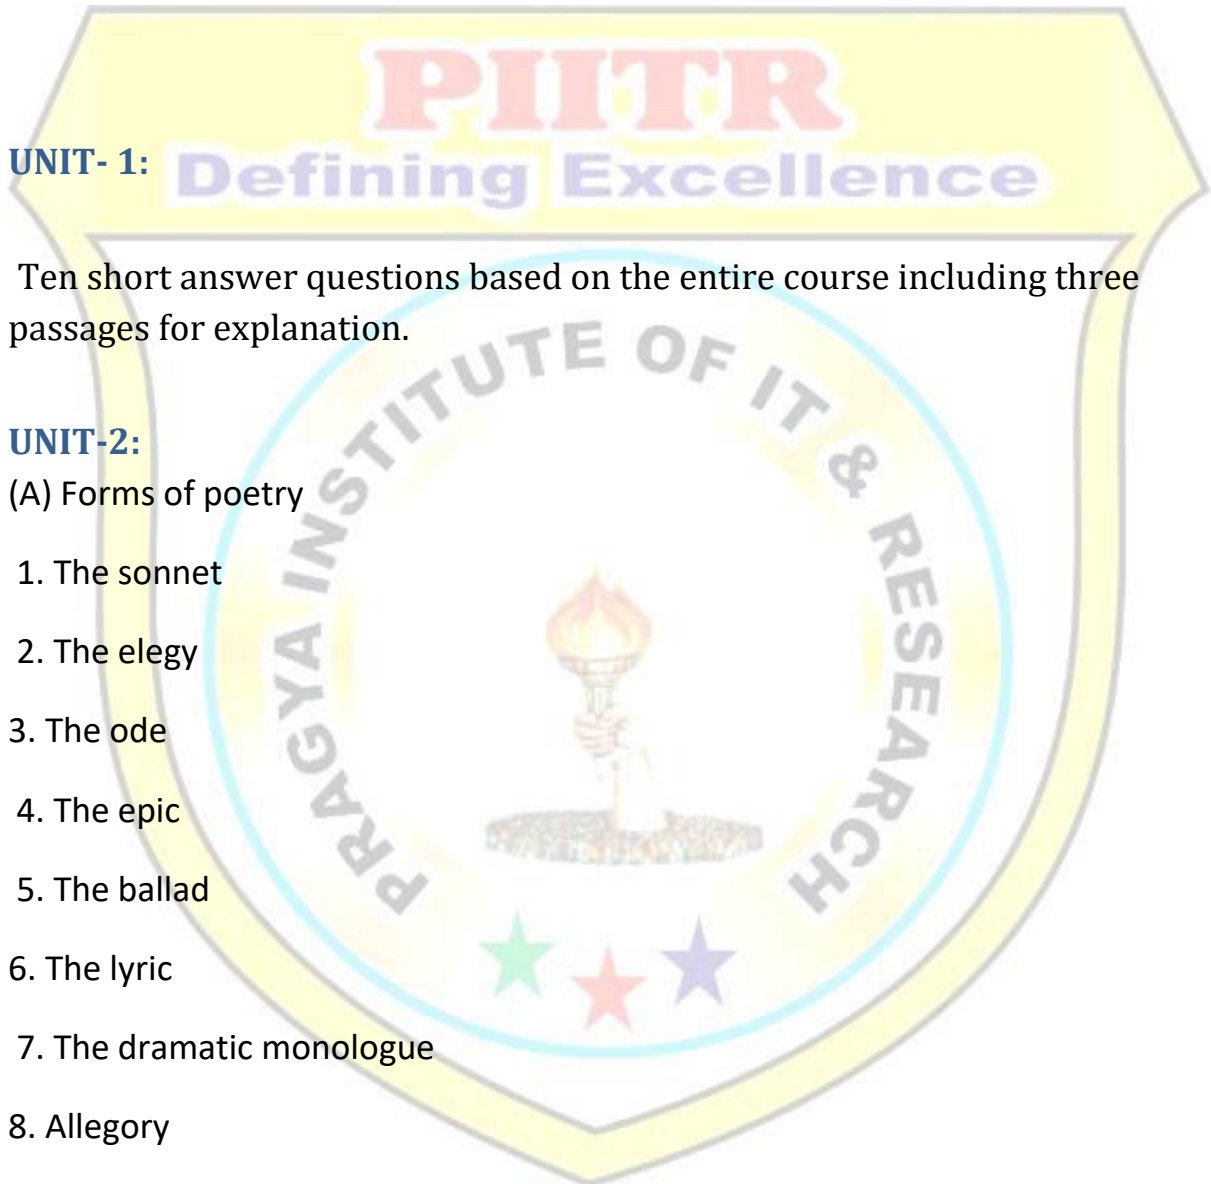 PIITR
Defining Excellence
UNIT- 1:
Ten short answer questions based on the entire course including three
passages for explanation.
PRAGYA INSTITUTE OF IT & RESEARCH
UNIT-2:
(A) Forms of poetry
1. The sonnet
2. The elegy
3. The ode
4. The epic
5. The ballad
6. The lyric
7. The dramatic monologue
8. Allegory